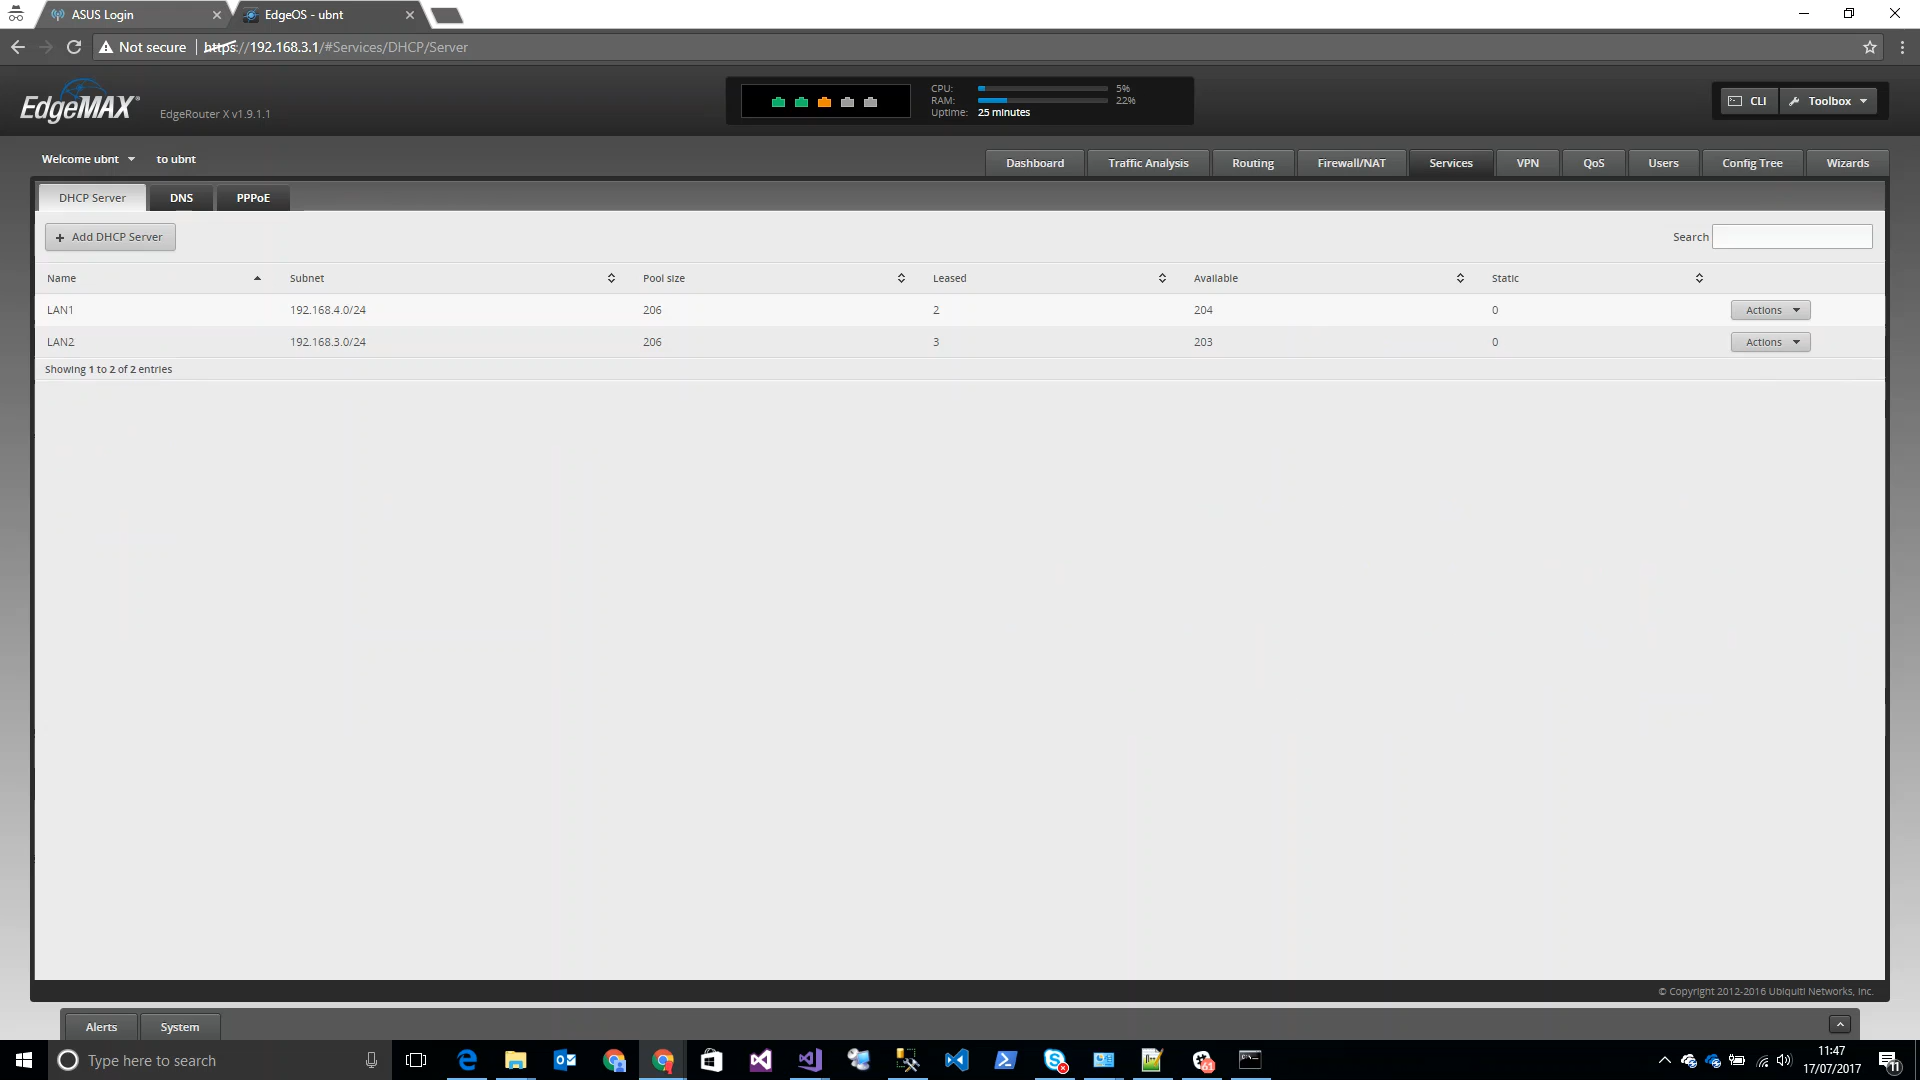 ASUS Login
EdgeOS - ubnt
Not secure
https://192.168.3.1/#Services/DHCP/Server
EdgeMAX
EdgeRouter X v1.9.1.1
CPU: 5%
RAM: 22%
Uptime: 25 minutes
CLI
Toolbox
Welcome ubnt
to ubnt
Dashboard
Traffic Analysis
Routing
Firewall/NAT
Services
VPN
QoS
Users
Config Tree
Wizards
DHCP Server
DNS
PPPoE
+ Add DHCP Server
Search
Name Subnet Pool size Leased Available Static
LAN1 192.168.4.0/24 206 2 204 0 Actions
LAN2 192.168.3.0/24 206 3 203 0 Actions
Showing 1 to 2 of 2 entries
© Copyright 2012-2016 Ubiquiti Networks, Inc.
Alerts
System
Type here to search
61
11:47
17/07/2017
11